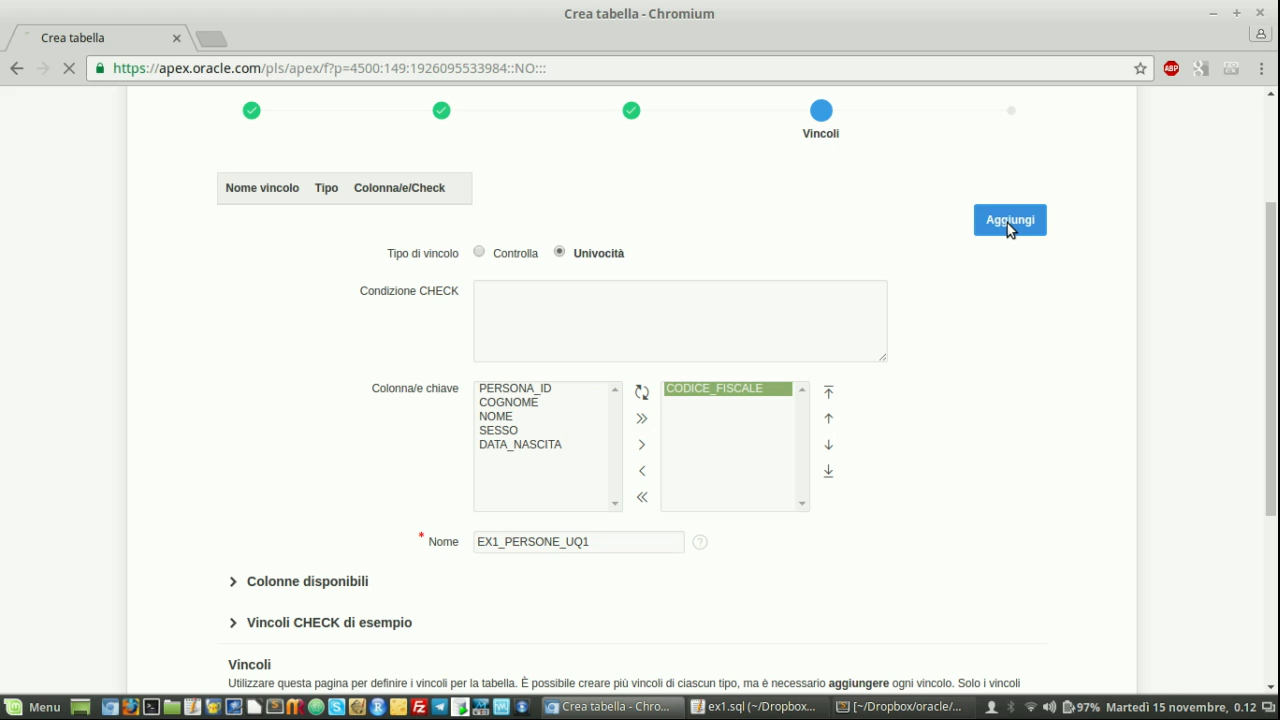 Crea tabella - Chromium
Crea tabella
https://apex.oracle.com/pls/apex/f?p=4500:149:1926095533984::NO:::
ABP
Vincoli
Nome vincolo Tipo Colonna/e/Check
Aggiungi
Tipo di vincolo Controlla Univocità
Condizione CHECK
Colonna/e chiave
PERSONA_ID
COGNOME
NOME
SESSO
DATA_NASCITA
CODICE_FISCALE
* Nome EX1_PERSONE_UQ1 ?
Colonne disponibili
Vincoli CHECK di esempio
Vincoli
Utilizzare questa pagina per definire i vincoli per la tabella. È possibile creare più vincoli di ciascun tipo, ma è necessario aggiungere ogni vincolo. Solo i vincoli
Menu Crea tabella - Chro... ex1.sql (~/Dropbox... [~/Dropbox/oracle/... 97% Martedì 15 novembre, 0.12